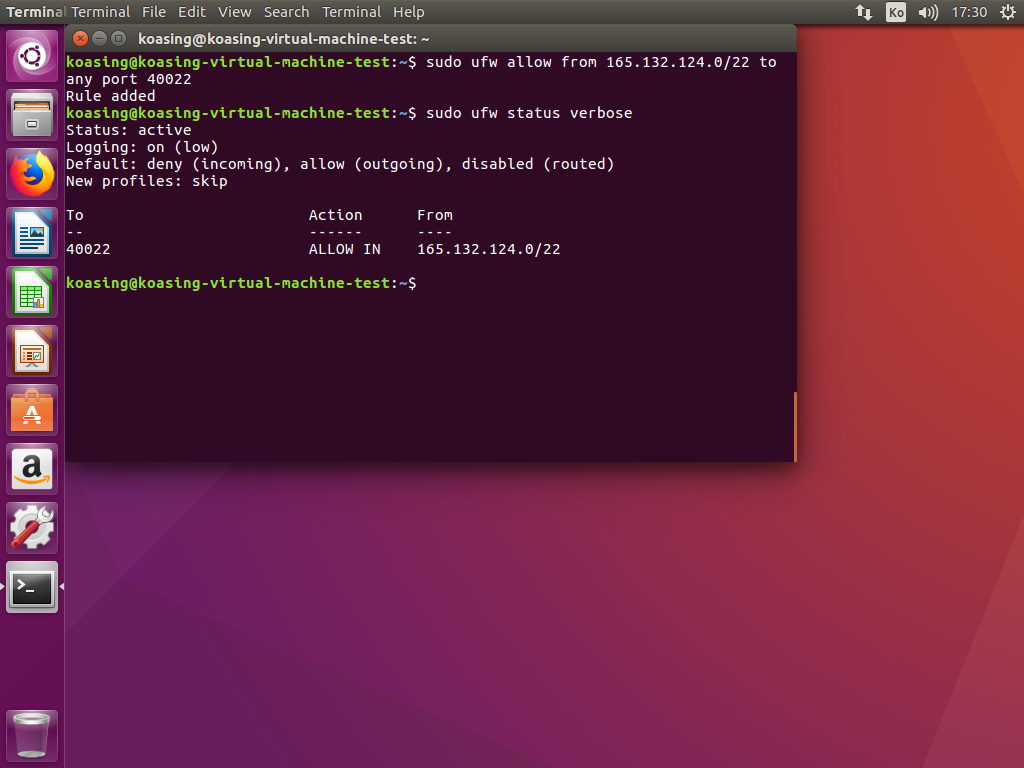 Terminal Terminal File Edit View Search Terminal Help Ko 17:30
koasing@koasing-virtual-machine-test: ~
koasing@koasing-virtual-machine-test:~$ sudo ufw allow from 165.132.124.0/22 to
any port 40022
Rule added
koasing@koasing-virtual-machine-test:~$ sudo ufw status verbose
Status: active
Logging: on (low)
Default: deny (incoming), allow (outgoing), disabled (routed)
New profiles: skip
To Action From
-- ------ ----
40022 ALLOW IN 165.132.124.0/22
koasing@koasing-virtual-machine-test:~$